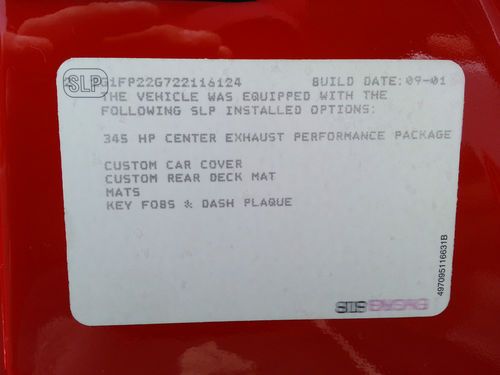 SLP
G1FP22G722116124 BUILD DATE: 09-01
THE VEHICLE WAS EQUIPPED WITH THE
FOLLOWING SLP INSTALLED OPTIONS:
345 HP CENTER EXHAUST PERFORMANCE PACKAGE
CUSTOM CAR COVER
CUSTOM REAR DECK MAT
MATS
KEY FOBS & DASH PLAQUE
497095116631B